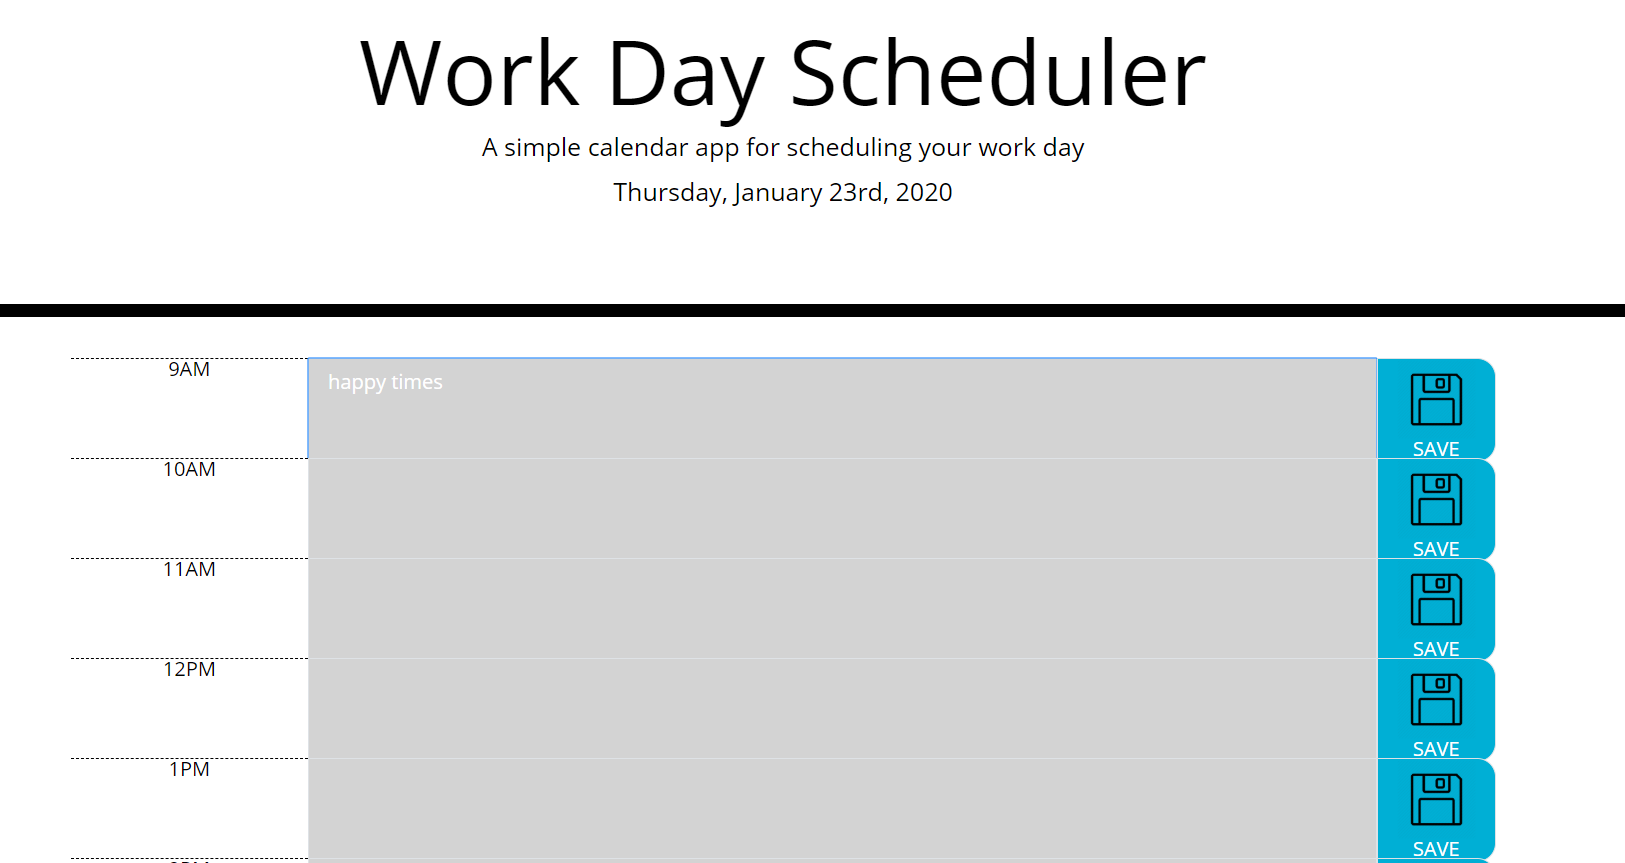 Work Day Scheduler
A simple calendar app for scheduling your work day
Thursday, January 23rd, 2020
9AM
happy times
SAVE
10AM
SAVE
11AM
SAVE
12PM
SAVE
1PM
SAVE